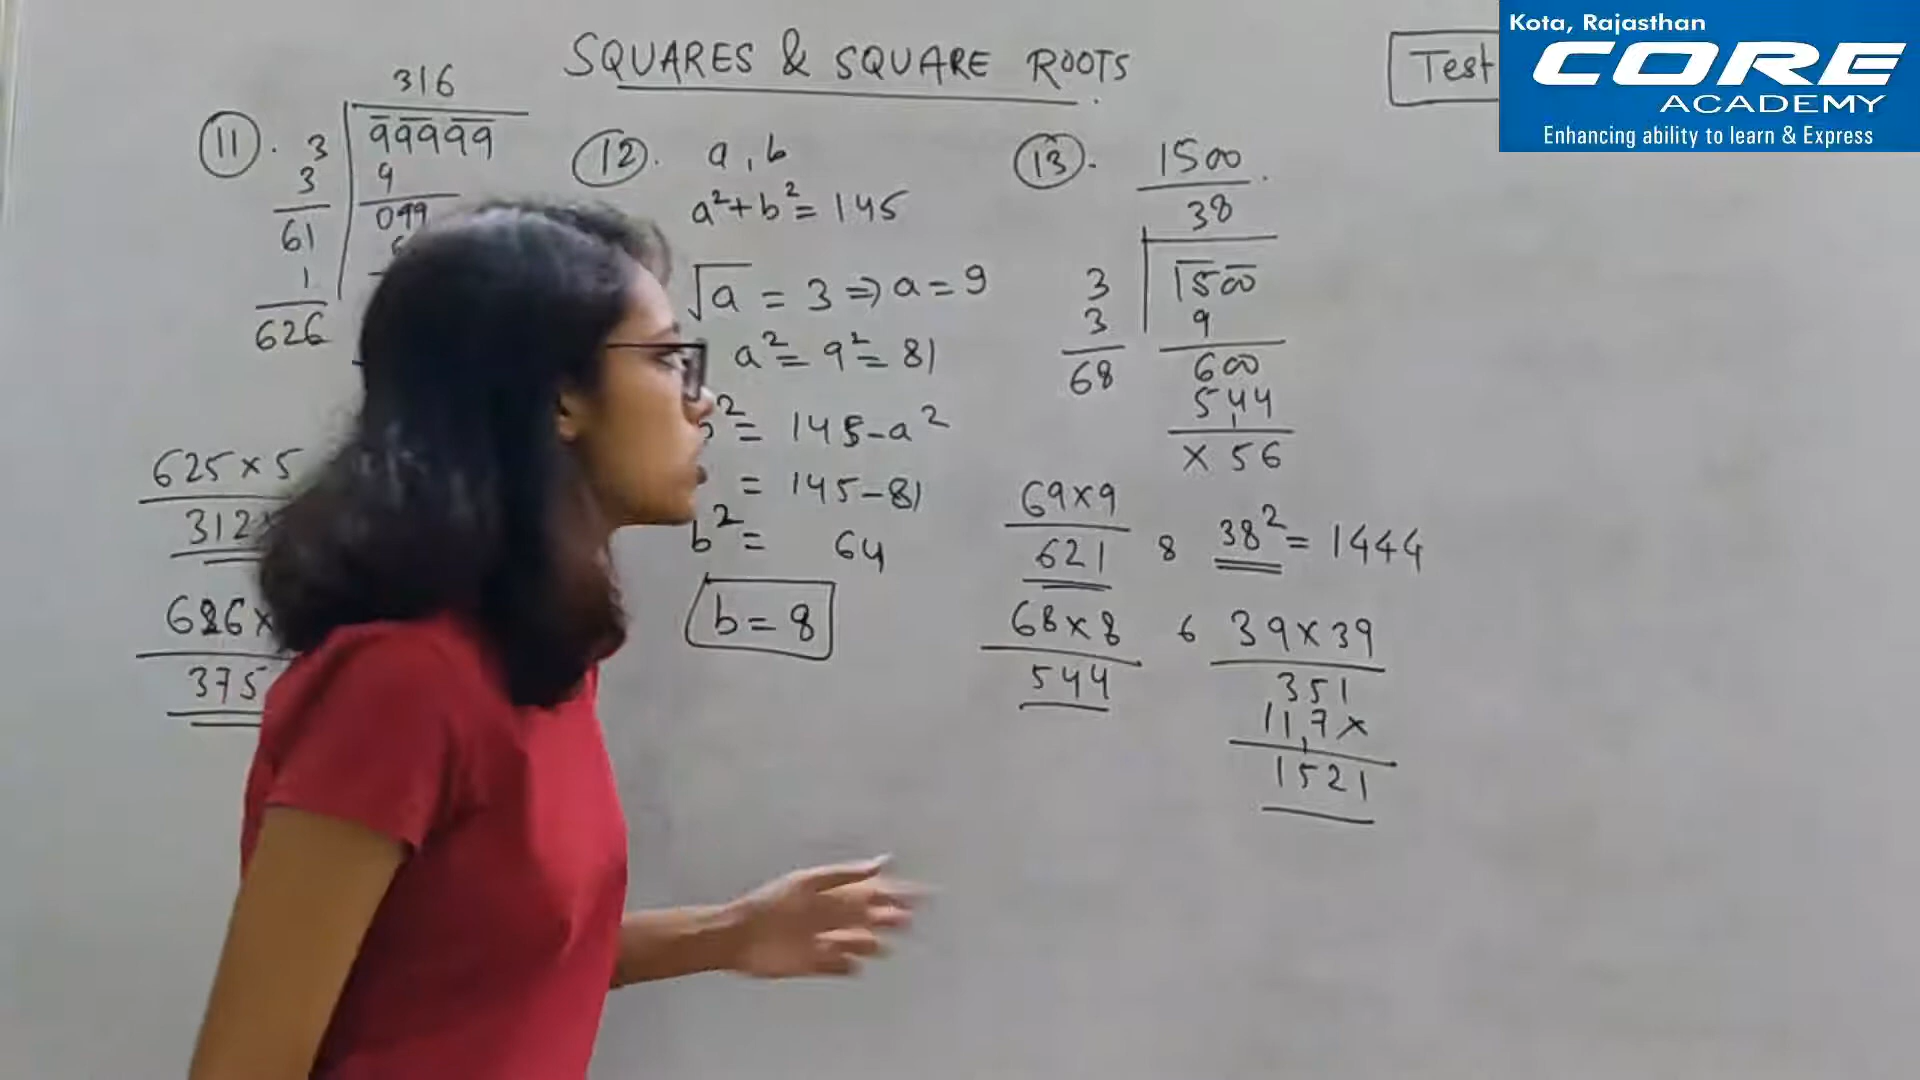 SQUARES & SQUARE ROOTS
Test
Kota, Rajasthan
CORE
ACADEMY
Enhancing ability to learn & Express
11.
316
3 99999
3 9
61 099
1
626
625 × 5
312
626 ×
375
12. a, b
a² + b² = 145
√a = 3 ⇒ a = 9
a² = 9² = 81
² = 145 - a²
= 145 - 81
b² = 64
b = 8
13. 1500
38
3 1500
3 9
68 600
544
× 56
69 × 9
621
68 × 8
544
8 38² = 1444
6 39 × 39
351
117 ×
1521